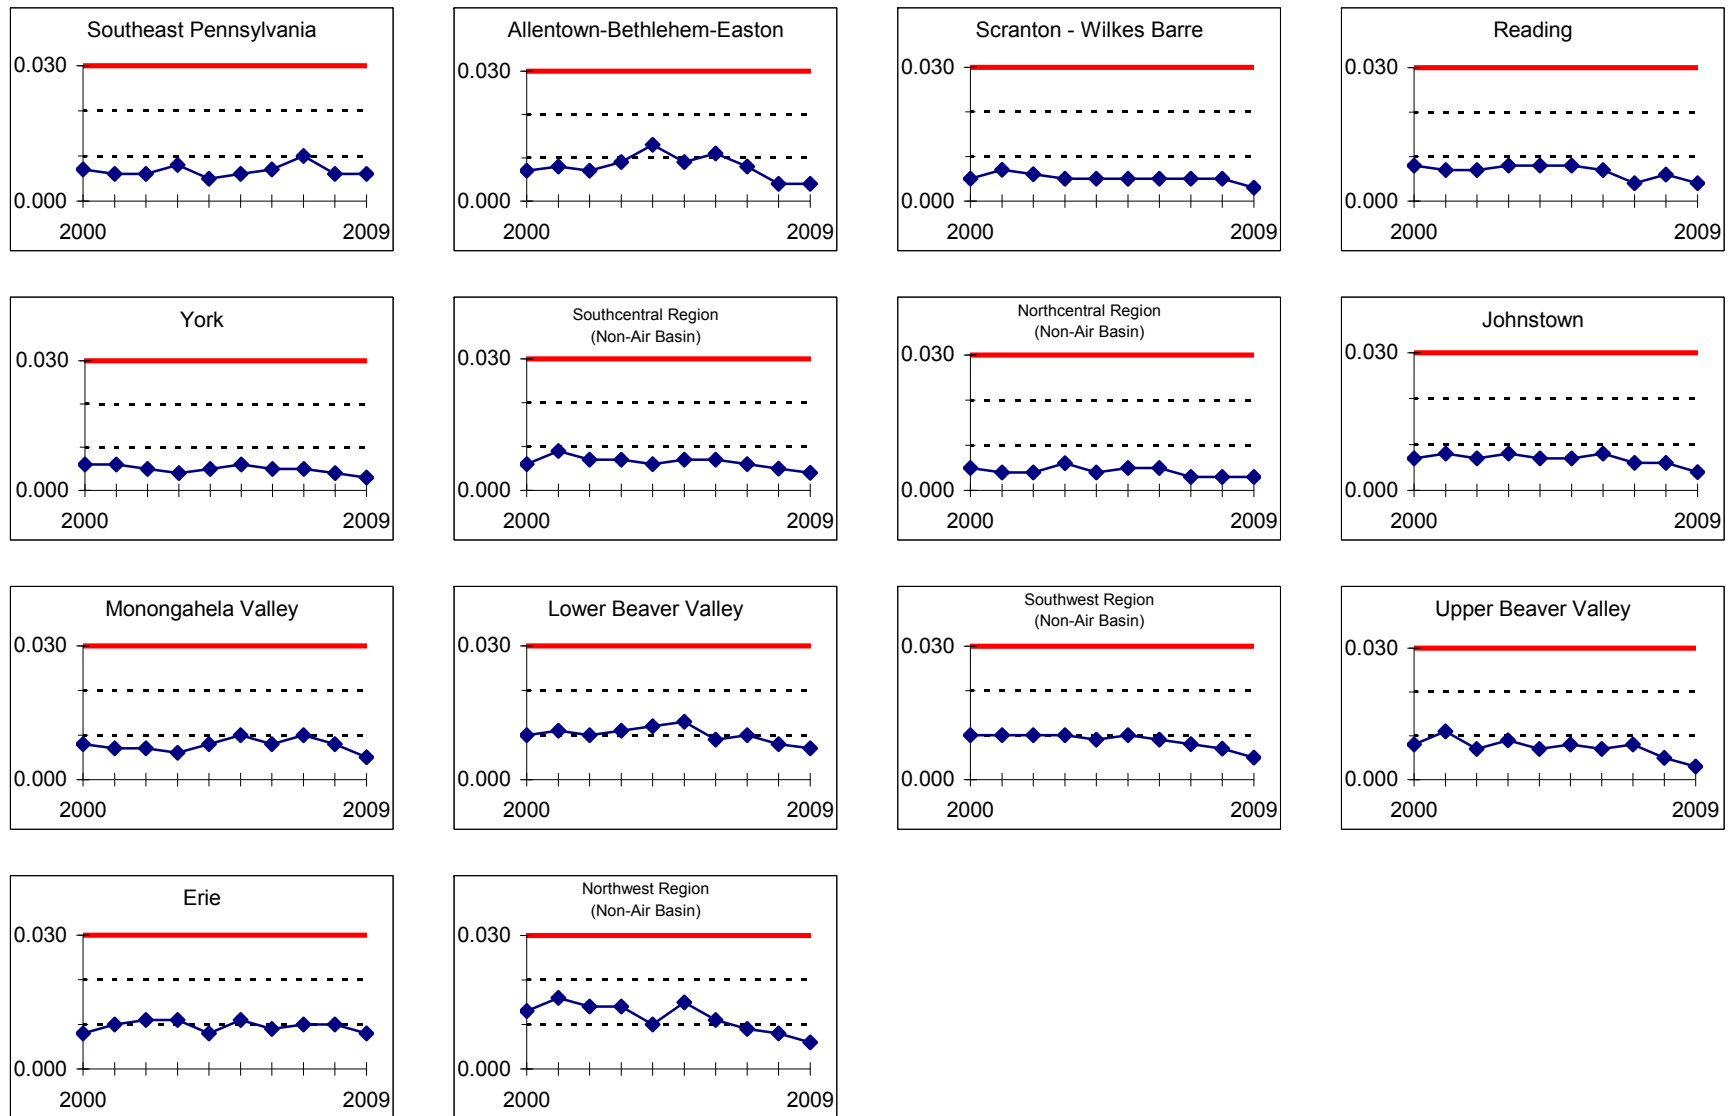 Southeast Pennsylvania
0.030
0.000
2000 2009
Allentown-Bethlehem-Easton
0.030
0.000
2000 2009
Scranton - Wilkes Barre
0.030
0.000
2000 2009
Reading
0.030
0.000
2000 2009
York
0.030
0.000
2000 2009
Southcentral Region
(Non-Air Basin)
0.030
0.000
2000 2009
Northcentral Region
(Non-Air Basin)
0.030
0.000
2000 2009
Johnstown
0.030
0.000
2000 2009
Monongahela Valley
0.030
0.000
2000 2009
Lower Beaver Valley
0.030
0.000
2000 2009
Southwest Region
(Non-Air Basin)
0.030
0.000
2000 2009
Upper Beaver Valley
0.030
0.000
2000 2009
Erie
0.030
0.000
2000 2009
Northwest Region
(Non-Air Basin)
0.030
0.000
2000 2009